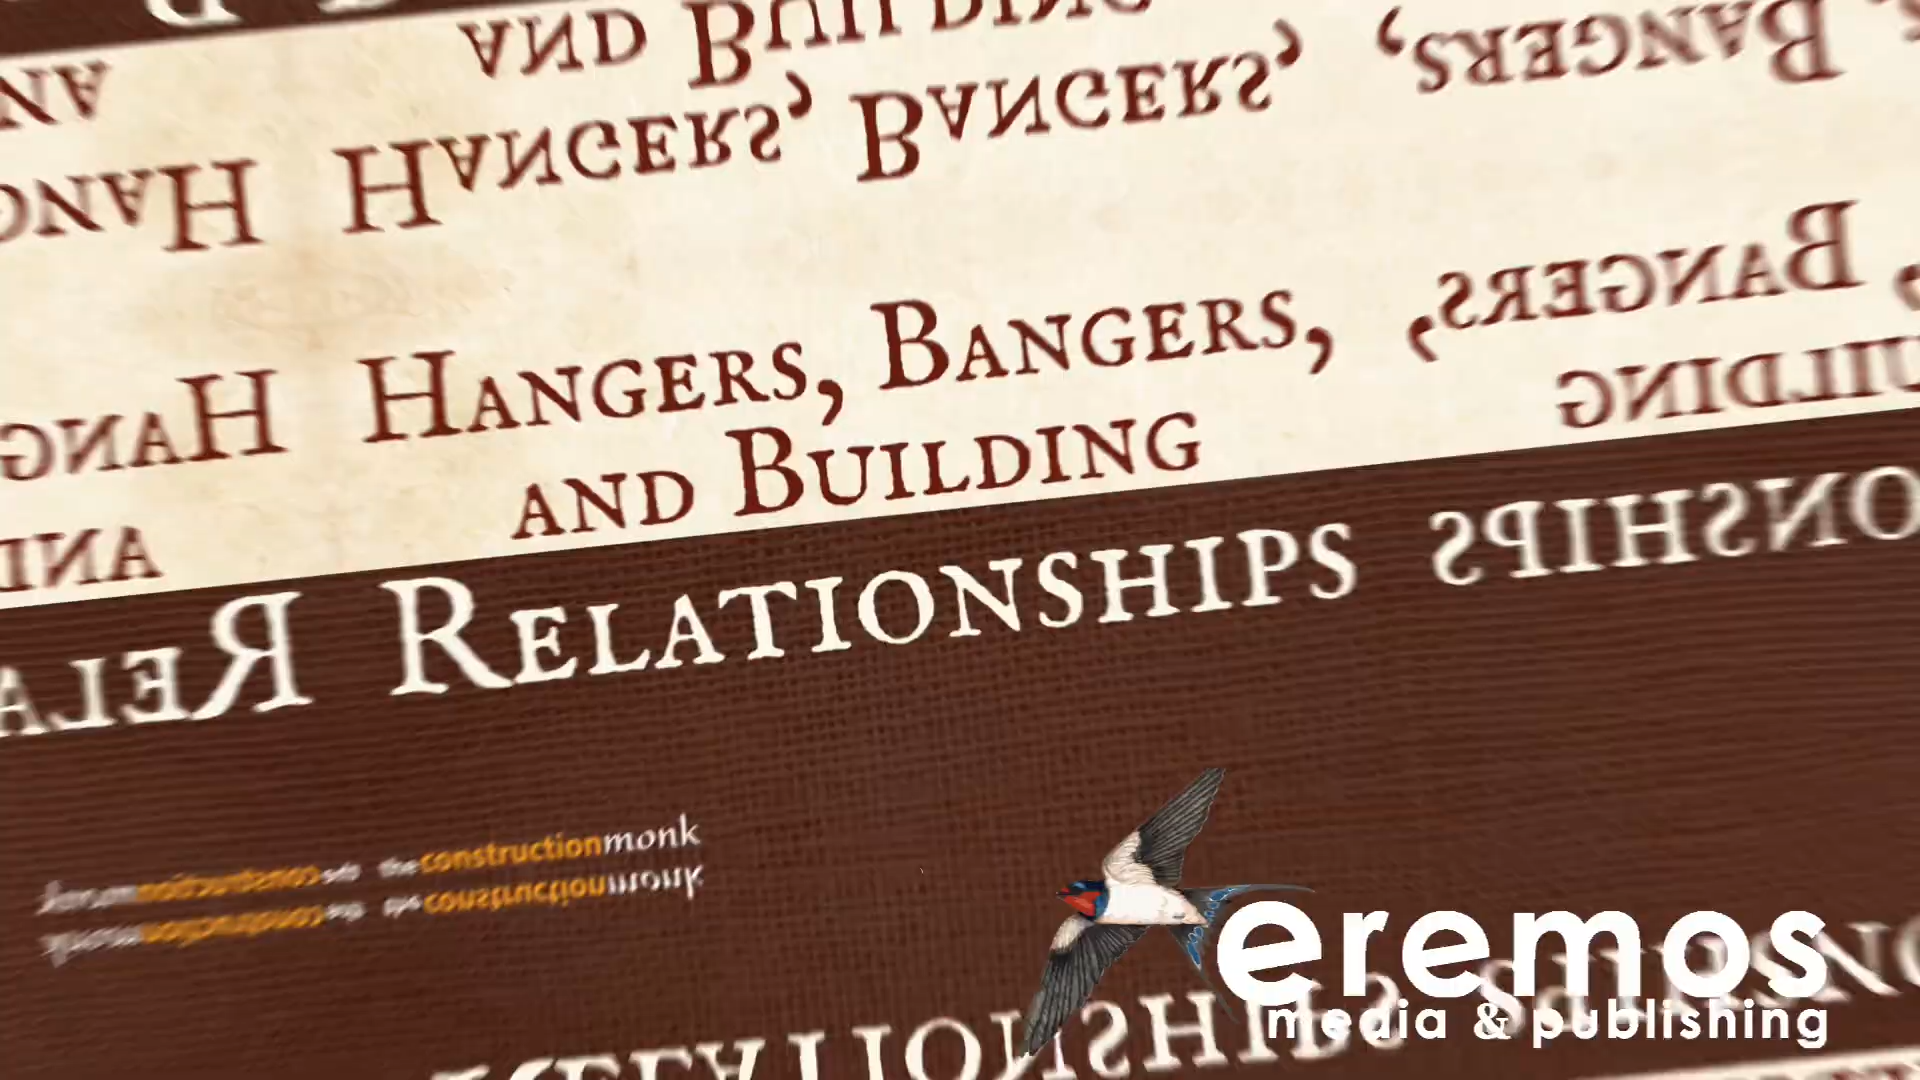 Hangers, Bangers,
and Building
Relationships
theconstructionmonk
eremos
media & publishing